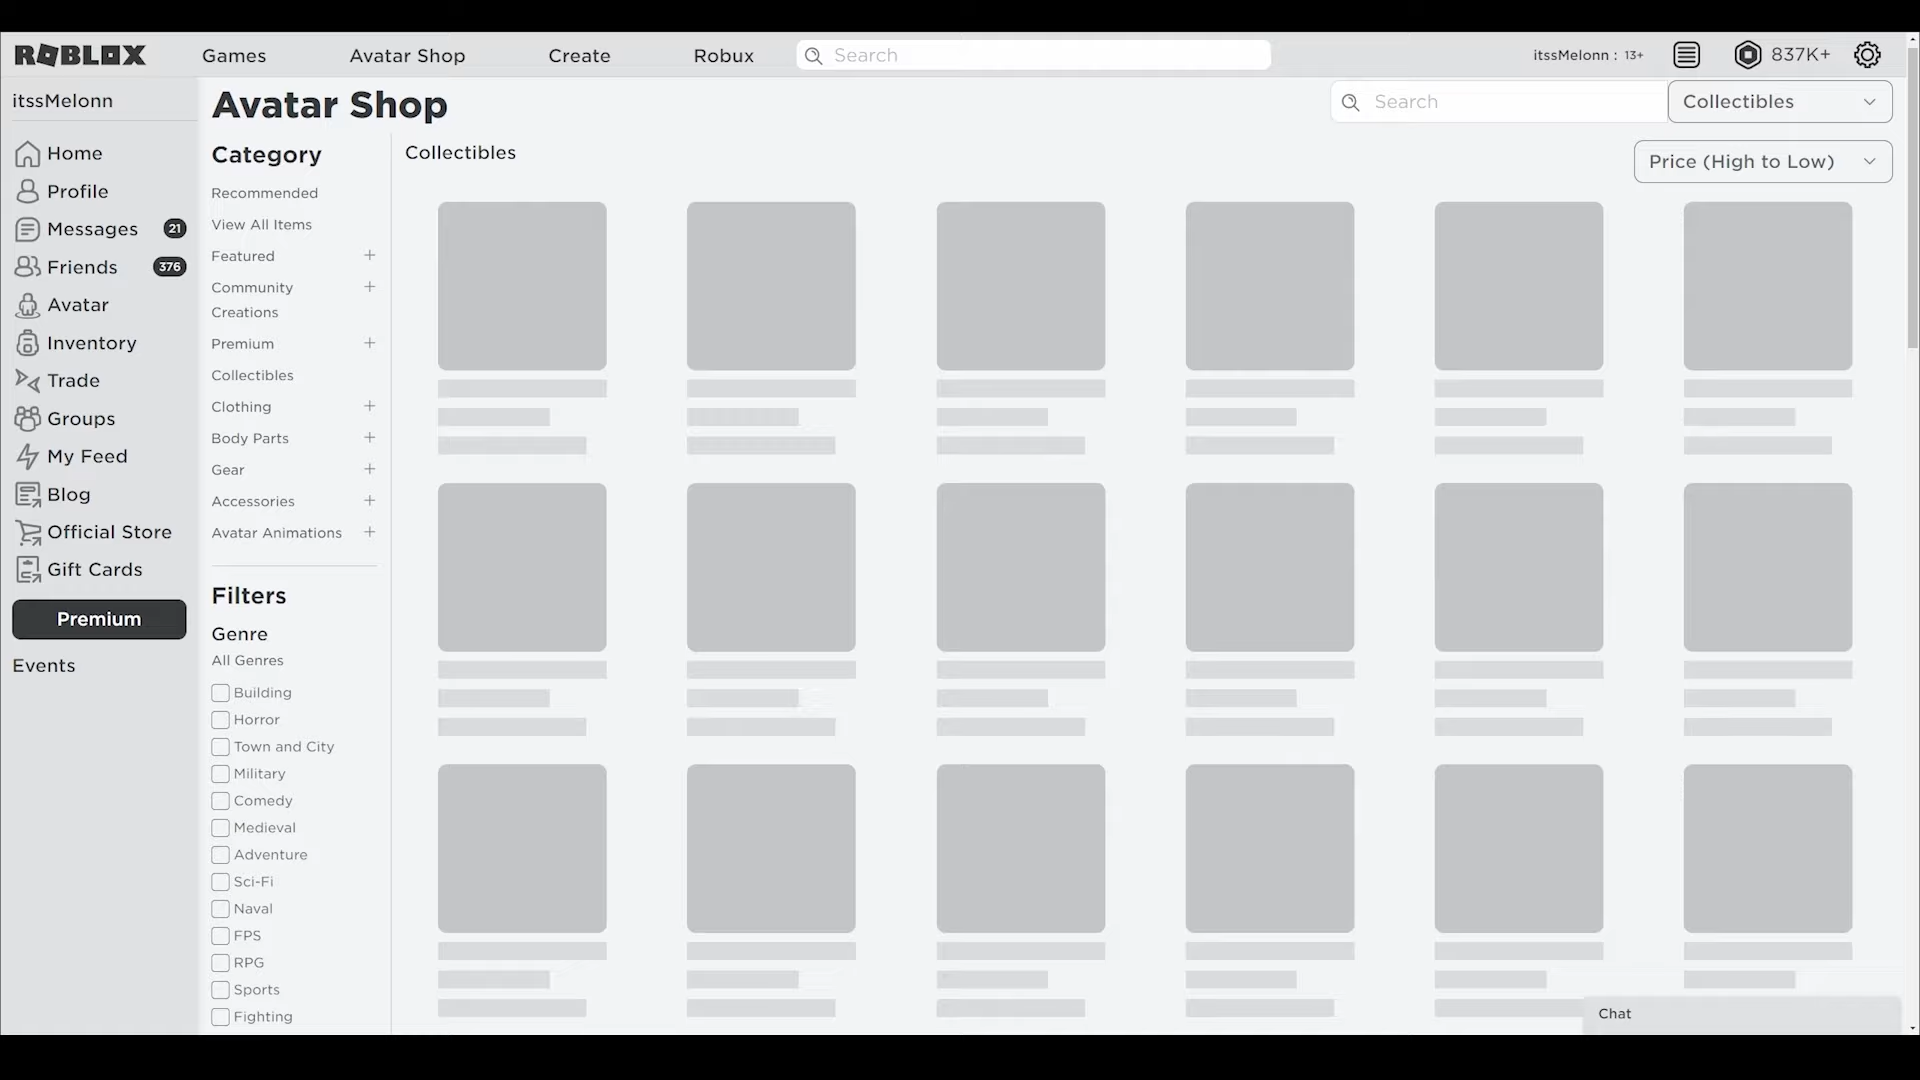 ROBLOX
Games
Avatar Shop
Create
Robux
Search
itssMelonn : 13+
837K+
itssMelonn
Home
Profile
Messages 21
Friends 376
Avatar
Inventory
Trade
Groups
My Feed
Blog
Official Store
Gift Cards
Premium
Events
Avatar Shop
Search
Collectibles
Category
Recommended
View All Items
Featured +
Community +
Creations
Premium +
Collectibles
Clothing +
Body Parts +
Gear +
Accessories +
Avatar Animations +
Filters
Genre
All Genres
Building
Horror
Town and City
Military
Comedy
Medieval
Adventure
Sci-Fi
Naval
FPS
RPG
Sports
Fighting
Collectibles
Price (High to Low)
Chat